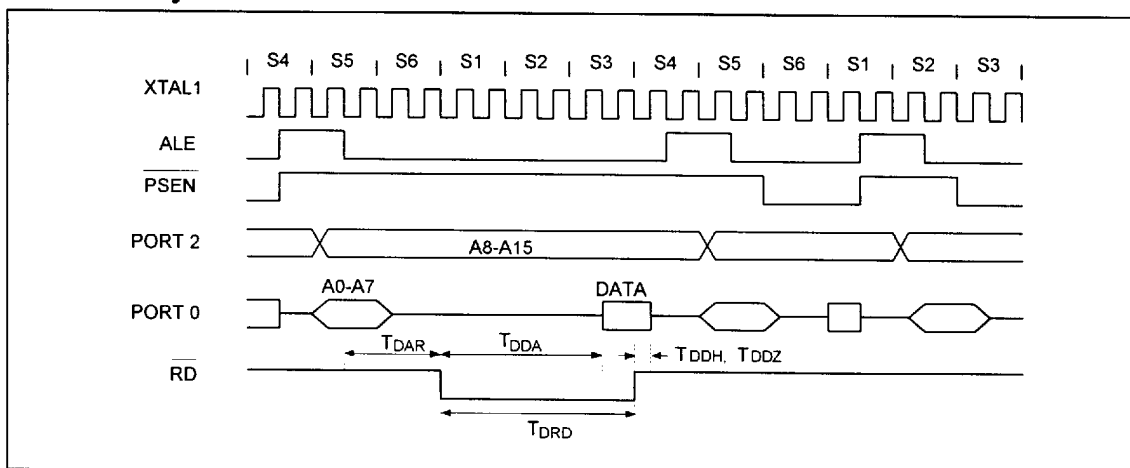 S4 S5 S6 S1 S2 S3 S4 S5 S6 S1 S2 S3
XTAL1
ALE
PSEN
PORT 2
A8-A15
A0-A7
DATA
PORT 0
TDAR
TDDA
TDDH, TDDZ
RD
TDRD